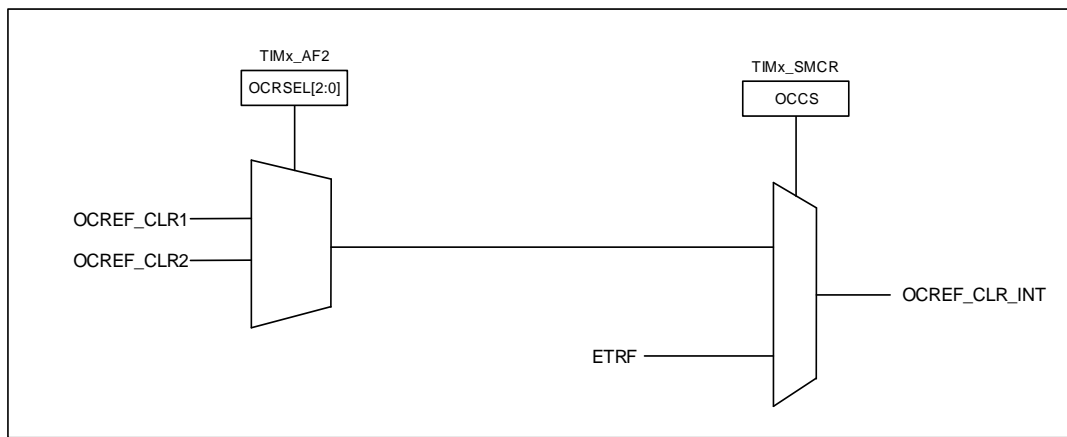 TIMx_AF2
OCRSEL[2:0]
TIMx_SMCR
OCCS
OCREF_CLR1
OCREF_CLR2
OCREF_CLR_INT
ETRF